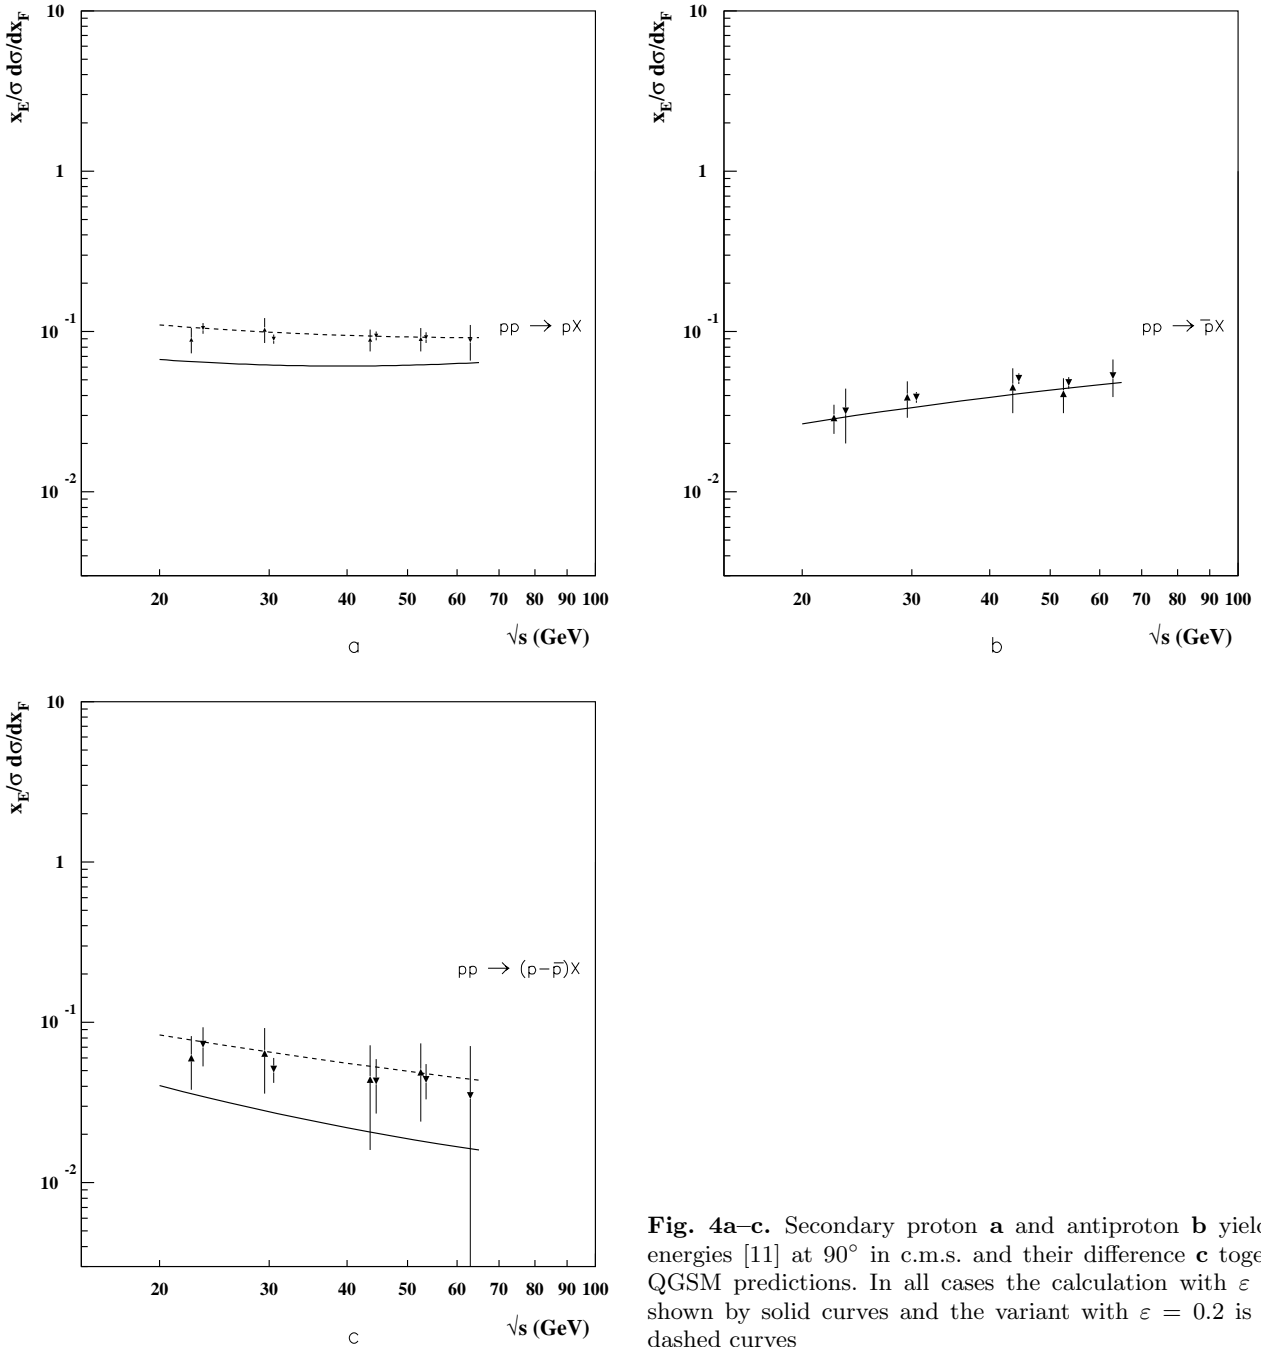 x_E/σ dσ/dx_F
10
1
10^-1
10^-2
pp → pX
20 30 40 50 60 70 80 90 100
√s (GeV)
a
x_E/σ dσ/dx_F
10
1
10^-1
10^-2
pp → p̅X
20 30 40 50 60 70 80 90 100
√s (GeV)
b
x_E/σ dσ/dx_F
10
1
10^-1
10^-2
pp → (p−p̅)X
20 30 40 50 60 70 80 90 100
√s (GeV)
c
Fig. 4a–c. Secondary proton a and antiproton b yield
energies [11] at 90° in c.m.s. and their difference c toge
QGSM predictions. In all cases the calculation with ε
shown by solid curves and the variant with ε = 0.2 is
dashed curves